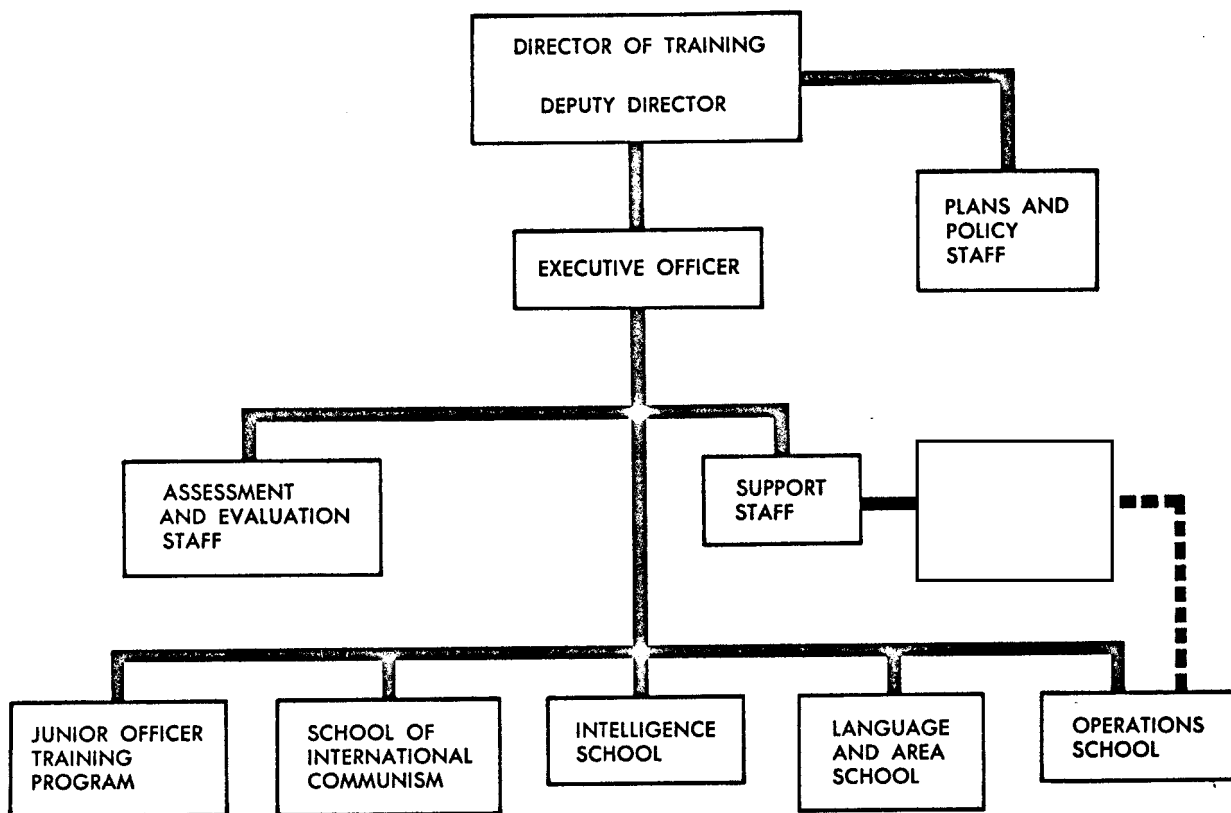 DIRECTOR OF TRAINING
DEPUTY DIRECTOR
PLANS AND
POLICY
STAFF
EXECUTIVE OFFICER
ASSESSMENT
AND EVALUATION
STAFF
SUPPORT
STAFF
JUNIOR OFFICER
TRAINING
PROGRAM
SCHOOL OF
INTERNATIONAL
COMMUNISM
INTELLIGENCE
SCHOOL
LANGUAGE
AND AREA
SCHOOL
OPERATIONS
SCHOOL